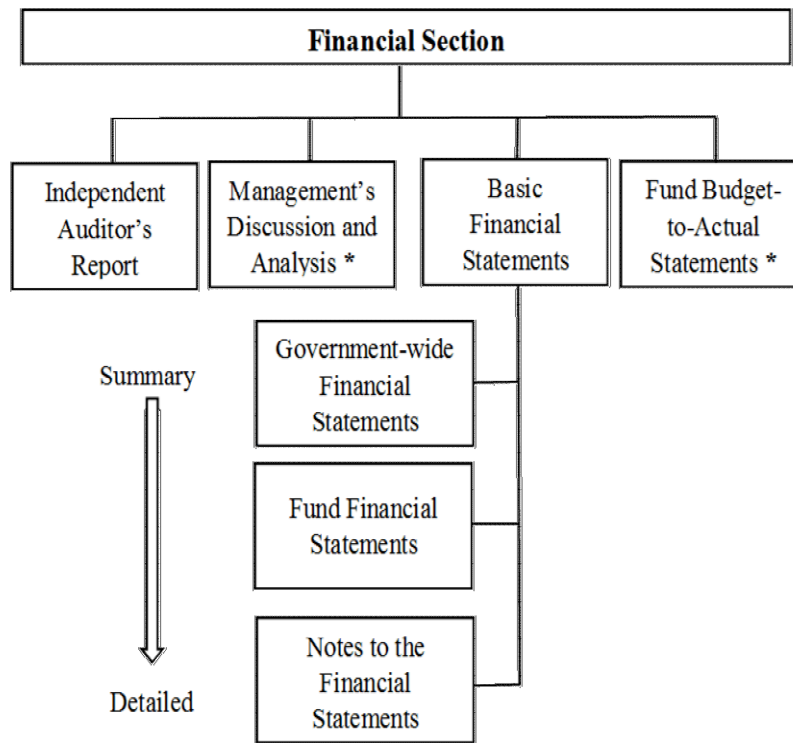 Financial Section
Independent
Auditor's
Report
Management's
Discussion and
Analysis *
Basic
Financial
Statements
Fund Budget-
to-Actual
Statements *
Summary
Government-wide
Financial
Statements
Fund Financial
Statements
Detailed
Notes to the
Financial
Statements